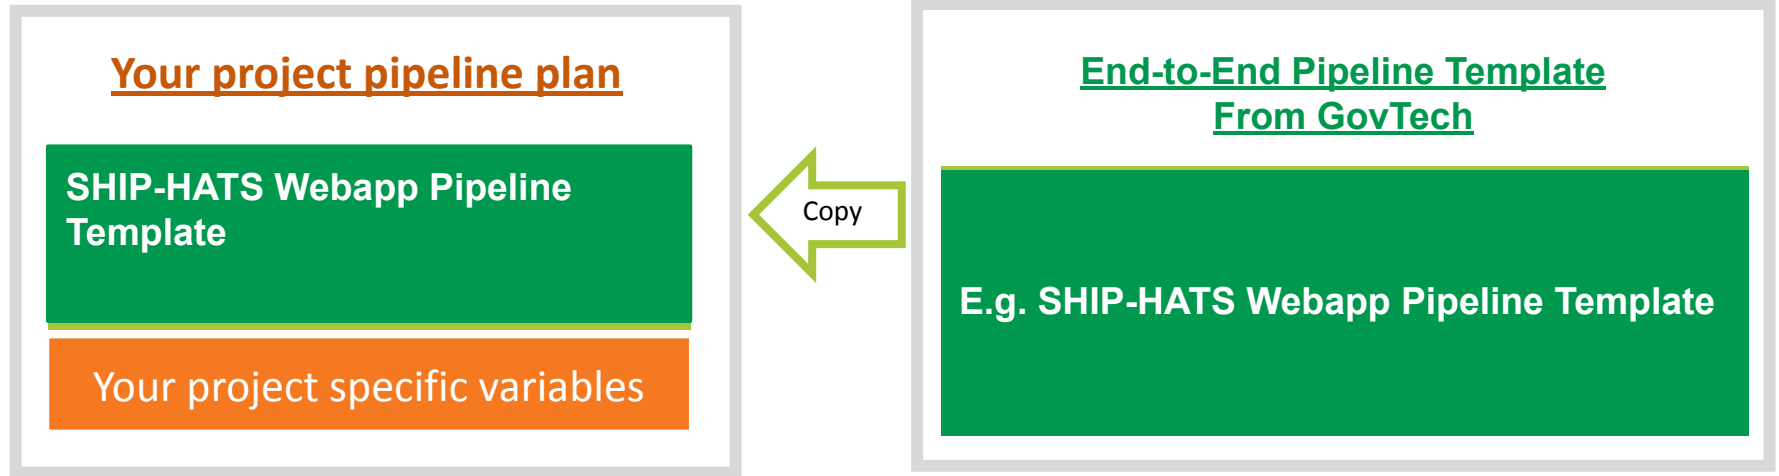 Your project pipeline plan
SHIP-HATS Webapp Pipeline
Template
Your project specific variables
Copy
End-to-End Pipeline Template
From GovTech
E.g. SHIP-HATS Webapp Pipeline Template